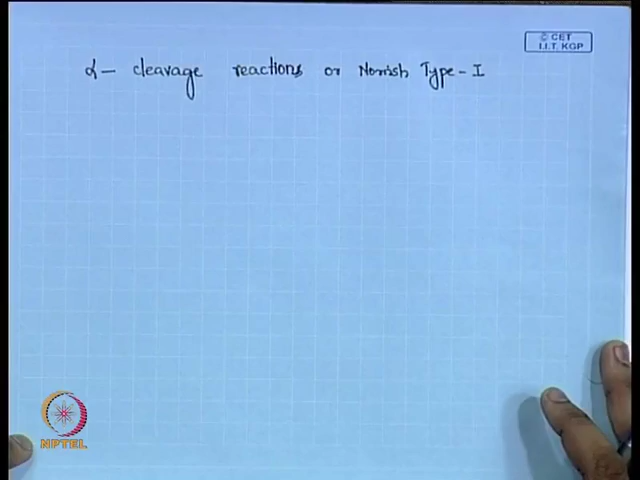 © CET
I.I.T. KGP
α – cleavage reactions or Norrish Type – I
NPTEL